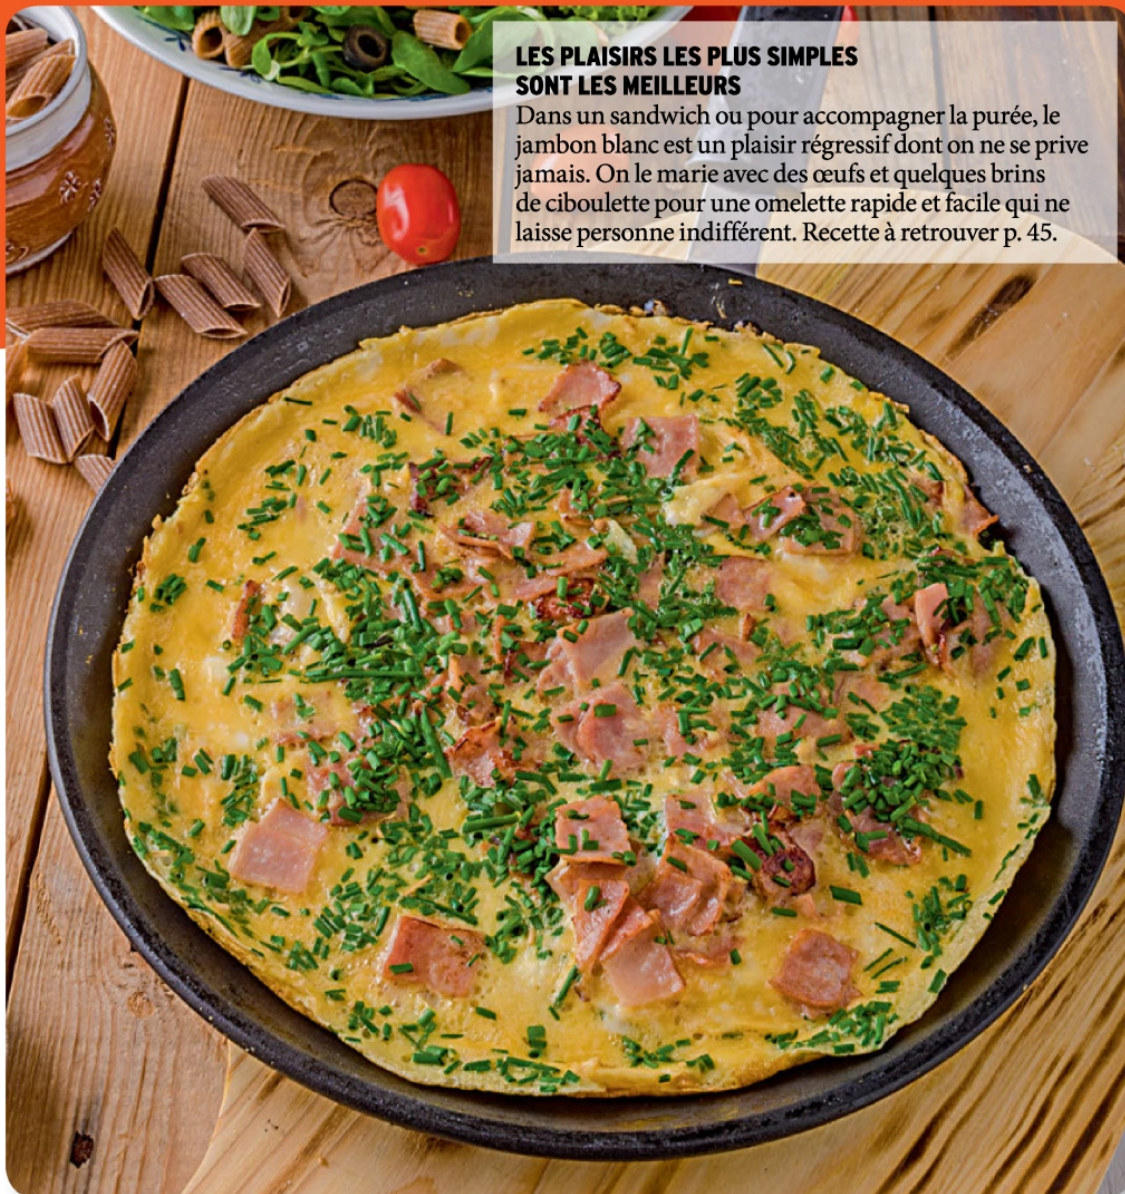 LES PLAISIRS LES PLUS SIMPLES
SONT LES MEILLEURS
Dans un sandwich ou pour accompagner la purée, le
jambon blanc est un plaisir régressif dont on ne se prive
jamais. On le marie avec des œufs et quelques brins
de ciboulette pour une omelette rapide et facile qui ne
laisse personne indifférent. Recette à retrouver p. 45.